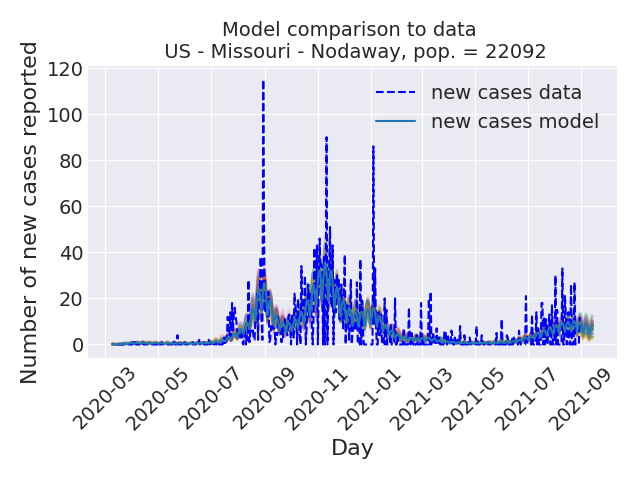 Model comparison to data
US - Missouri - Nodaway, pop. = 22092
Number of new cases reported
120
100
80
60
40
20
0
new cases data
new cases model
2020-03
2020-05
2020-07
2020-09
2020-11
2021-01
2021-03
2021-05
2021-07
2021-09
Day